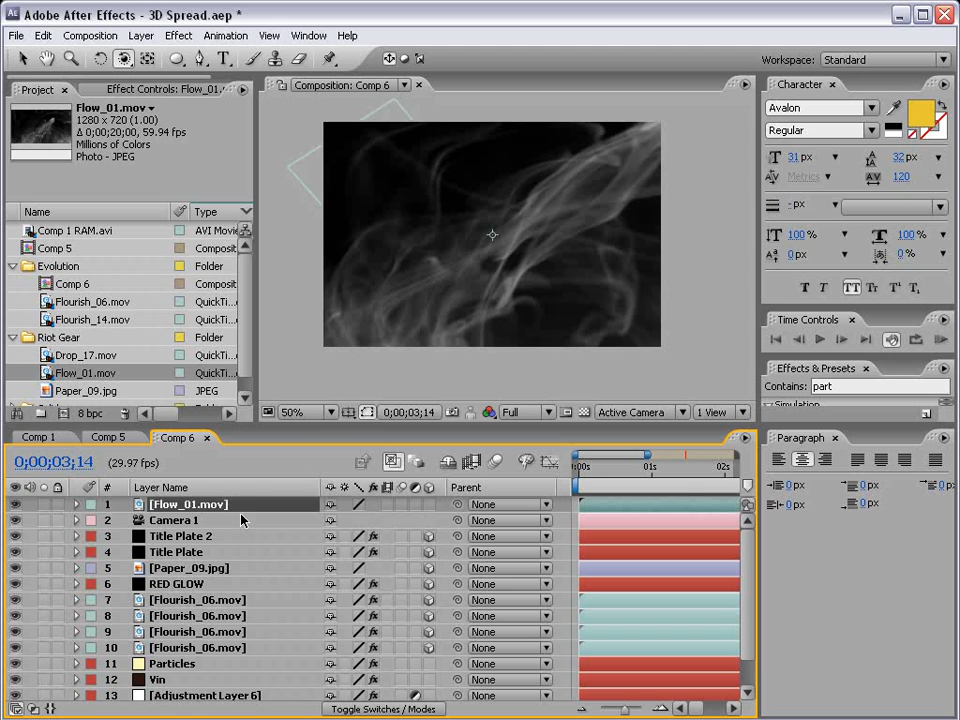 Adobe After Effects - 3D Spread.aep *
File Edit Composition Layer Effect Animation View Window Help
Workspace: Standard
Project × Effect Controls: Flow_01.
Flow_01.mov
1280 x 720 (1.00)
Δ 0;00;20;00, 59.94 fps
Millions of Colors
Photo - JPEG
Name Type
Comp 1 RAM.avi AVI Movie
Comp 5 Composit
Evolution Folder
Comp 6 Composit
Flourish_06.mov QuickTi...
Flourish_14.mov QuickTi...
Riot Gear Folder
Drop_17.mov QuickTi...
Flow_01.mov QuickTi...
Paper_09.jpg JPEG
8 bpc
Composition: Comp 6 ×
50% 0;00;03;14 Full Active Camera 1 View
Character ×
Avalon
Regular
31 px 32 px
Metrics 120
- px
100 % 100 %
0 px 0 %
T T TT Tr T¹ T₁
Time Controls ×
Effects & Presets ×
Contains: part
Simulation
Paragraph ×
0 px 0 px 0 px
0 px 0 px
Comp 1 Comp 5 Comp 6 ×
0;00;03;14 (29.97 fps)
:00s 01s 02s
# Layer Name Parent
1 [Flow_01.mov] None
2 Camera 1 None
3 Title Plate 2 None
4 Title Plate None
5 [Paper_09.jpg] None
6 RED GLOW None
7 [Flourish_06.mov] None
8 [Flourish_06.mov] None
9 [Flourish_06.mov] None
10 [Flourish_06.mov] None
11 Particles None
12 Vin None
13 [Adjustment Layer 6] None
Toggle Switches / Modes